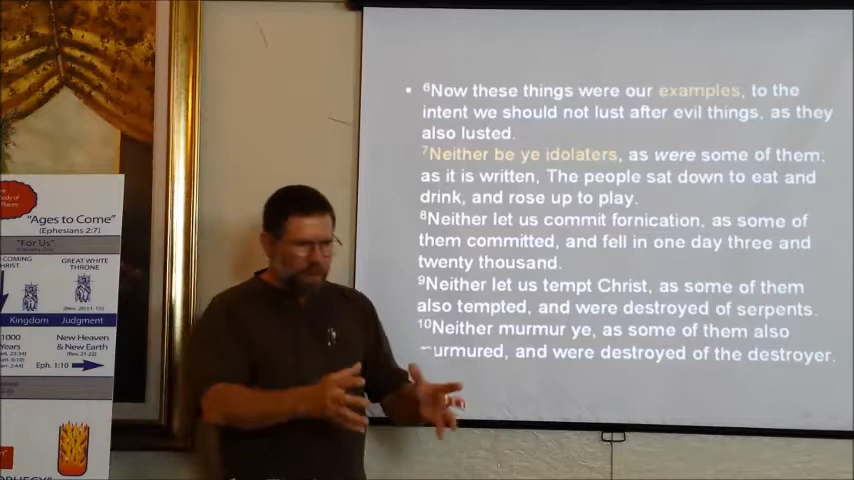 ⁶Now these things were our examples, to the
intent we should not lust after evil things, as they
also lusted.
⁷Neither be ye idolaters, as were some of them;
as it is written, The people sat down to eat and
drink, and rose up to play.
⁸Neither let us commit fornication, as some of
them committed, and fell in one day three and
twenty thousand.
⁹Neither let us tempt Christ, as some of them
also tempted, and were destroyed of serpents.
¹⁰Neither murmur ye, as some of them also
urmured, and were destroyed of the destroyer.
"Ages to Come"
(Ephesians 2:7)
"For Us"
COMING
GREAT WHITE
THRONE
Kingdom Judgment
1000
New Heaven
& New Earth
(Rev. 21-22)
Eph. 1:10